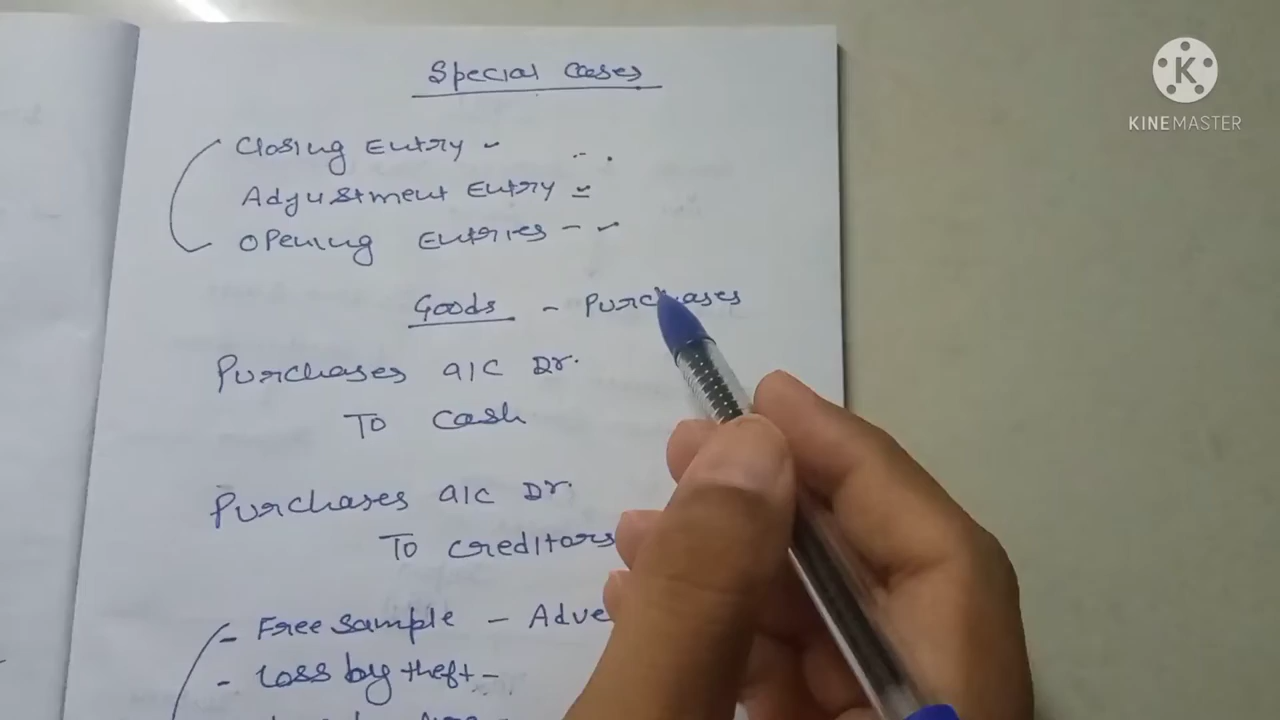 Special Cases
Closing Entry -
Adjustment Entry
Opening Entries -
Goods - Purchases
Purchases a/c Dr.
To Cash
Purchases a/c Dr.
To creditors
- Free sample - Adve
- Loss by theft -
K
KINEMASTER